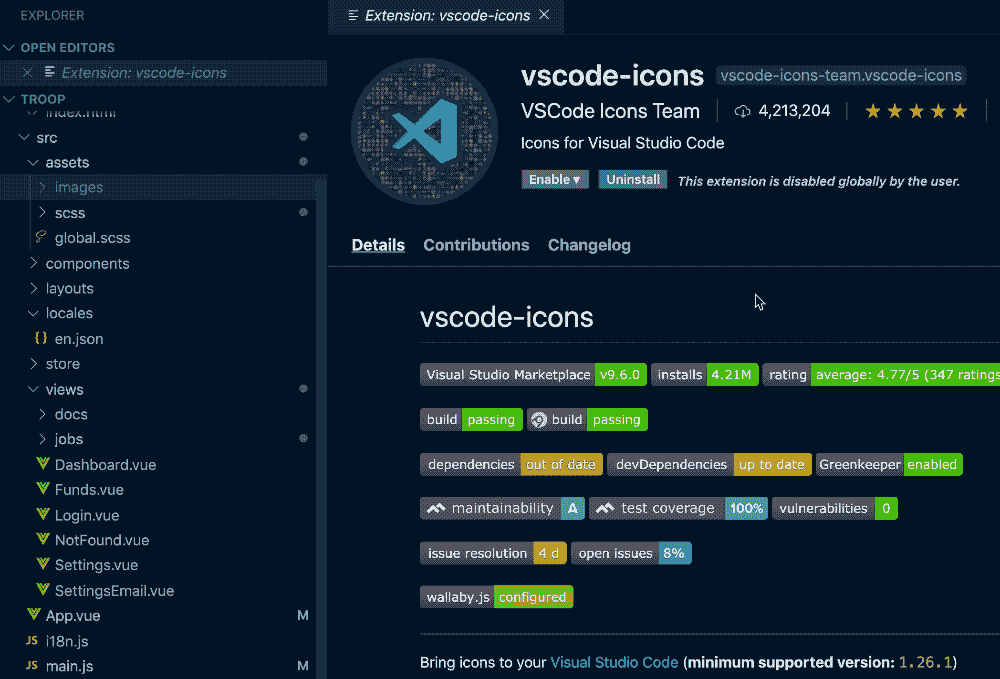 EXPLORER
OPEN EDITORS
Extension: vscode-icons
TROOP
index.html
src
assets
images
scss
global.scss
components
layouts
locales
{} en.json
store
views
docs
jobs
Dashboard.vue
Funds.vue
Login.vue
NotFound.vue
Settings.vue
SettingsEmail.vue
App.vue M
JS i18n.js
JS main.js M
Extension: vscode-icons
vscode-icons vscode-icons-team.vscode-icons
VSCode Icons Team 4,213,204
Icons for Visual Studio Code
Enable Uninstall This extension is disabled globally by the user.
Details Contributions Changelog
vscode-icons
Visual Studio Marketplace v9.6.0 installs 4.21M rating average: 4.77/5 (347 ratings
build passing build passing
dependencies out of date devDependencies up to date Greenkeeper enabled
maintainability A test coverage 100% vulnerabilities 0
issue resolution 4 d open issues 8%
wallaby.js configured
Bring icons to your Visual Studio Code (minimum supported version: 1.26.1)